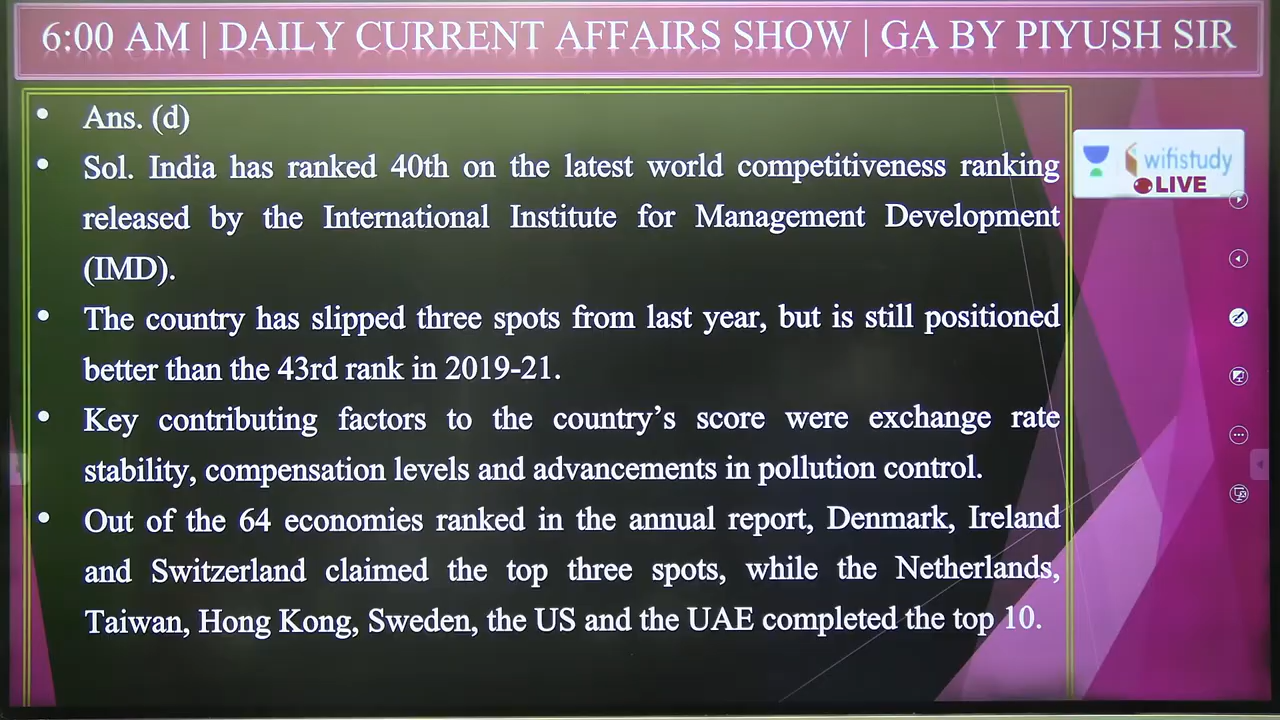 6:00 AM | DAILY CURRENT AFFAIRS SHOW | GA BY PIYUSH SIR
• Ans. (d)
• Sol. India has ranked 40th on the latest world competitiveness ranking
released by the International Institute for Management Development
(IMD).
• The country has slipped three spots from last year, but is still positioned
better than the 43rd rank in 2019-21.
• Key contributing factors to the country's score were exchange rate
stability, compensation levels and advancements in pollution control.
• Out of the 64 economies ranked in the annual report, Denmark, Ireland
and Switzerland claimed the top three spots, while the Netherlands,
Taiwan, Hong Kong, Sweden, the US and the UAE completed the top 10.
wifistudy
LIVE